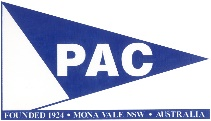 PAC
FOUNDED 1924 • MONA VALE NSW • AUSTRALIA